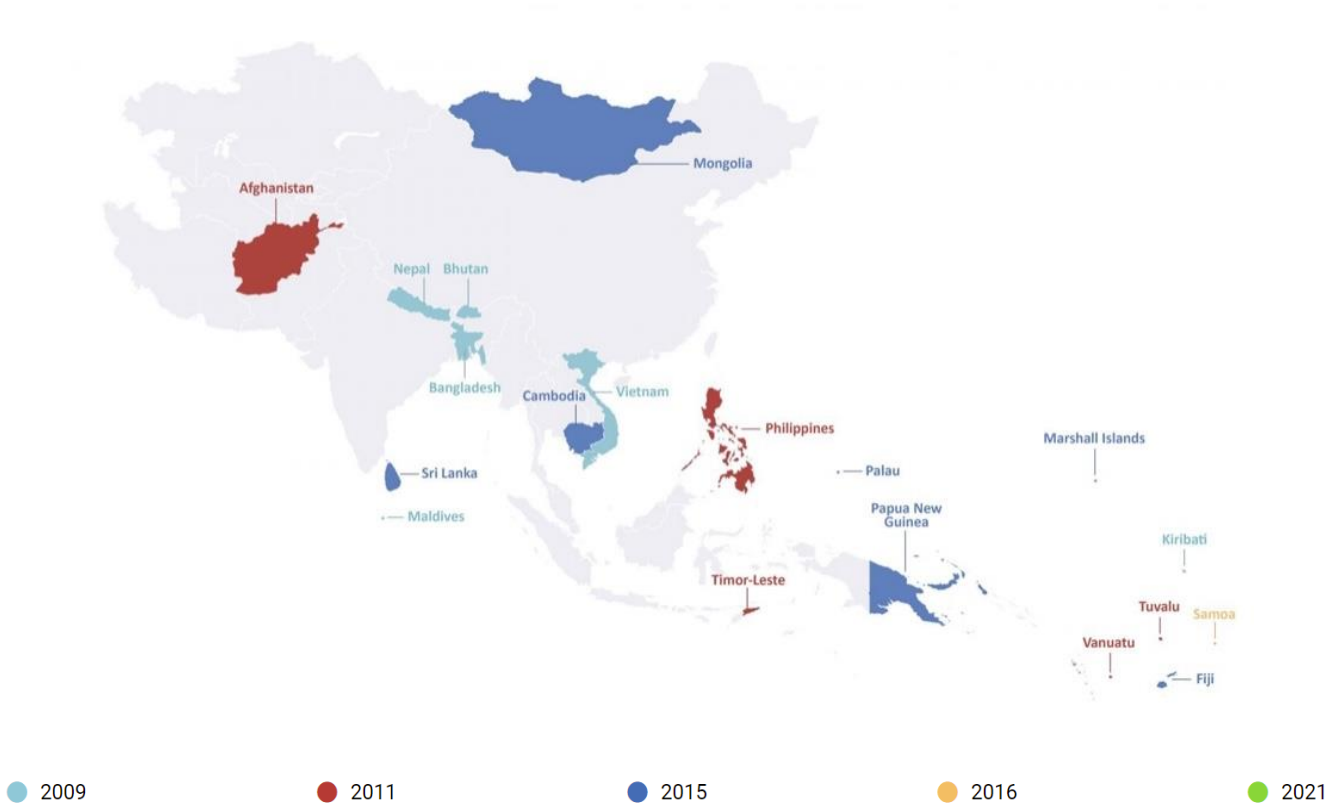 Mongolia
Afghanistan
Nepal Bhutan
Bangladesh
Cambodia
Vietnam
Philippines
Marshall Islands
Sri Lanka
Palau
Maldives
Papua New
Guinea
Kiribati
Timor-Leste
Tuvalu
Samoa
Vanuatu
Fiji
2009 2011 2015 2016 2021